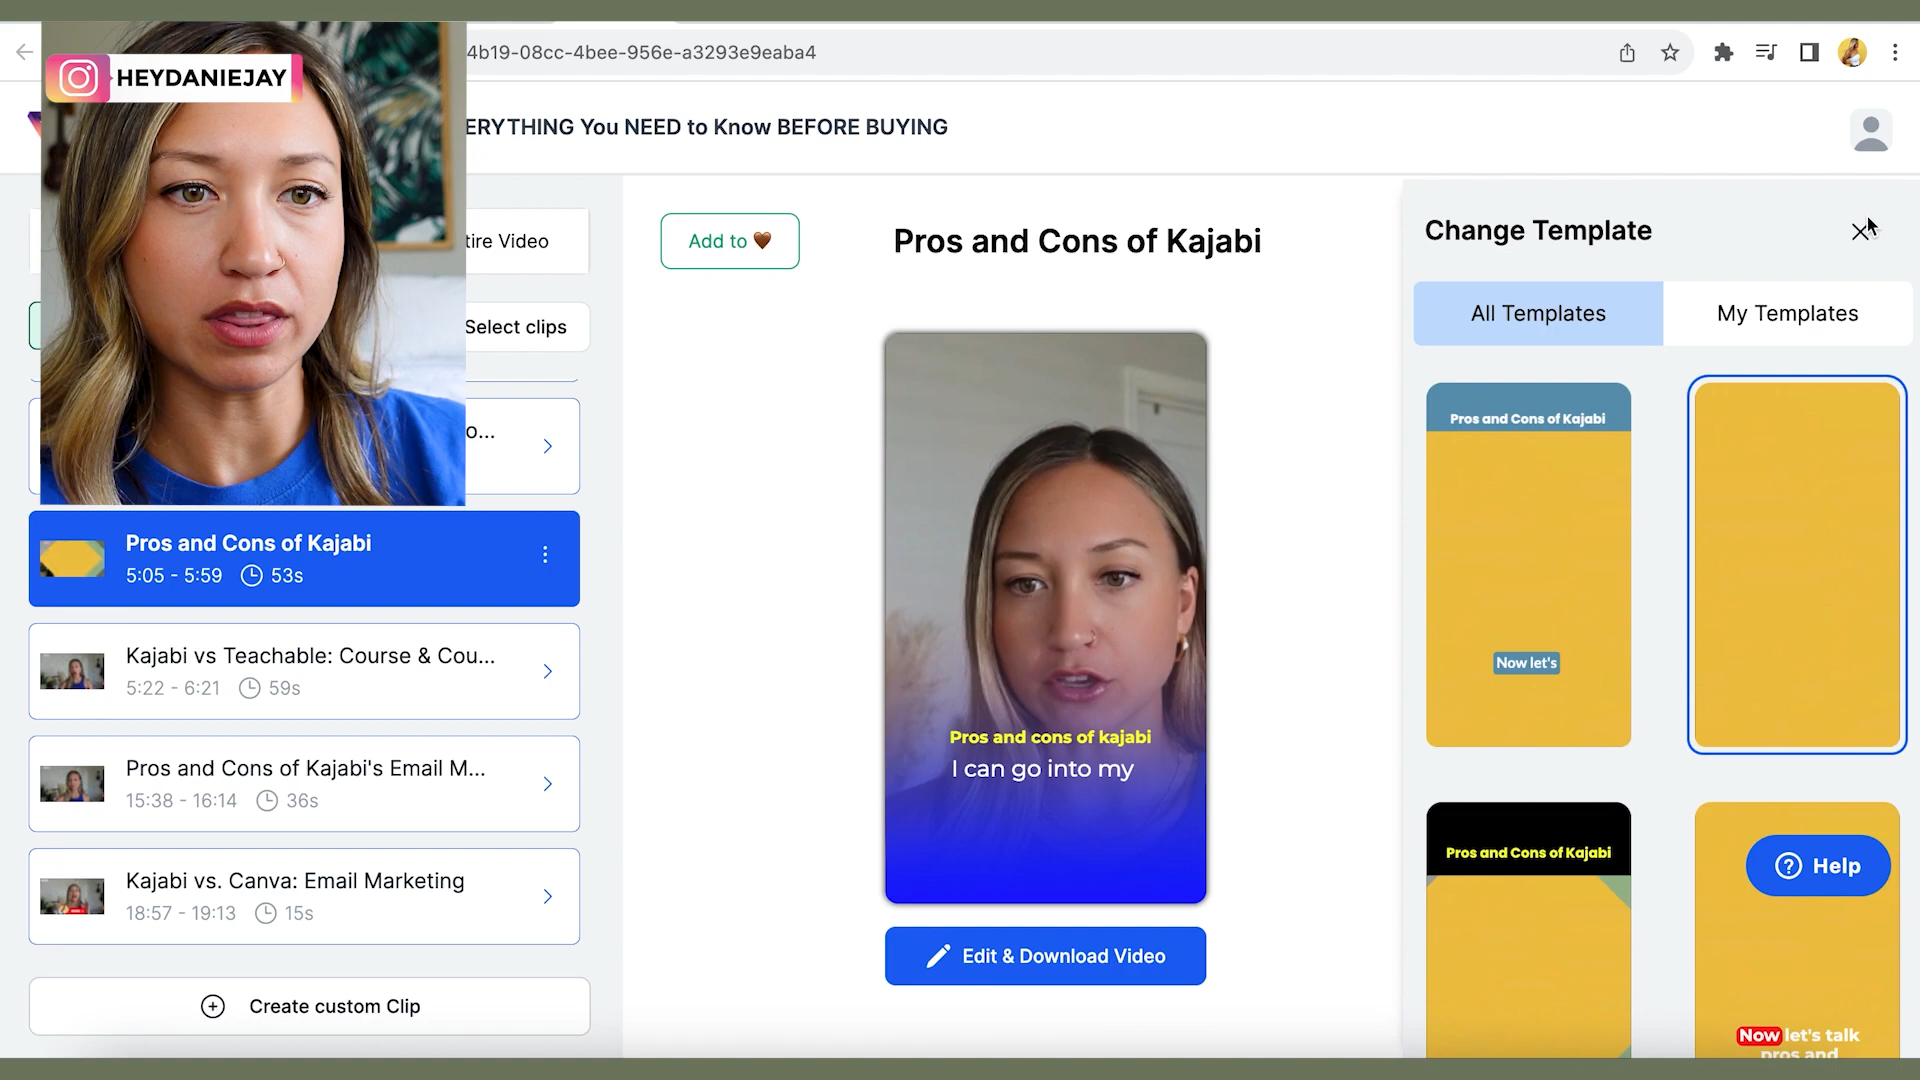 4b19-08cc-4bee-956e-a3293e9eaba4
HEYDANIEJAY
ERYTHING You NEED to Know BEFORE BUYING
tire Video
Select clips
o...
Pros and Cons of Kajabi
5:05 - 5:59 53s
Kajabi vs Teachable: Course & Cou...
5:22 - 6:21 59s
Pros and Cons of Kajabi's Email M...
15:38 - 16:14 36s
Kajabi vs. Canva: Email Marketing
18:57 - 19:13 15s
Create custom Clip
Add to
Pros and Cons of Kajabi
Pros and cons of kajabi
I can go into my
Edit & Download Video
Change Template
All Templates
My Templates
Pros and Cons of Kajabi
Now let's
Pros and Cons of Kajabi
Help
Now let's talk
pros and